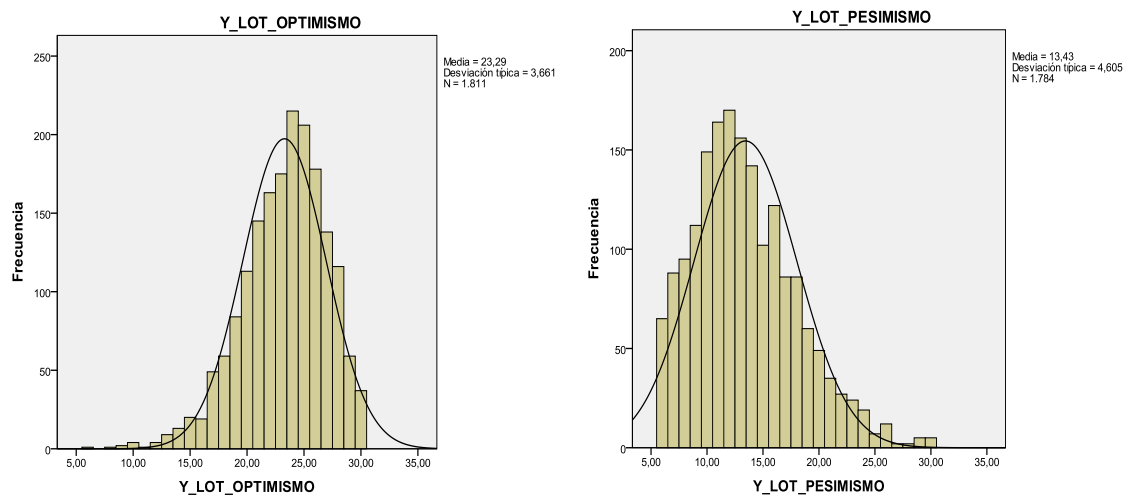 Y_LOT_OPTIMISMO
Media = 23,29
Desviación típica = 3,661
N = 1.811
Frecuencia
250
200
150
100
50
0
5,00 10,00 15,00 20,00 25,00 30,00 35,00
Y_LOT_OPTIMISMO
Y_LOT_PESIMISMO
Media = 13,43
Desviación típica = 4,605
N = 1.784
Frecuencia
200
150
100
50
0
5,00 10,00 15,00 20,00 25,00 30,00 35,00
Y_LOT_PESIMISMO